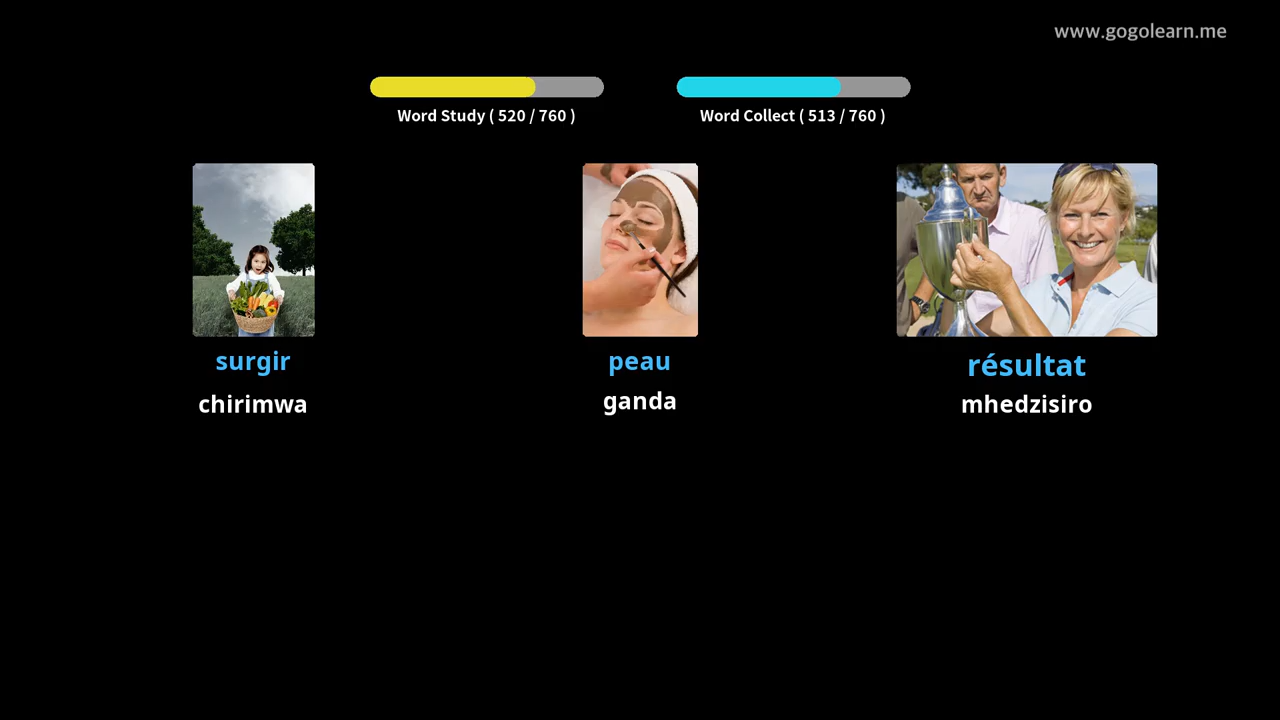 www.gogolearn.me
Word Study ( 520 / 760 )
Word Collect ( 513 / 760 )
surgir
peau
résultat
chirimwa
ganda
mhedzisiro